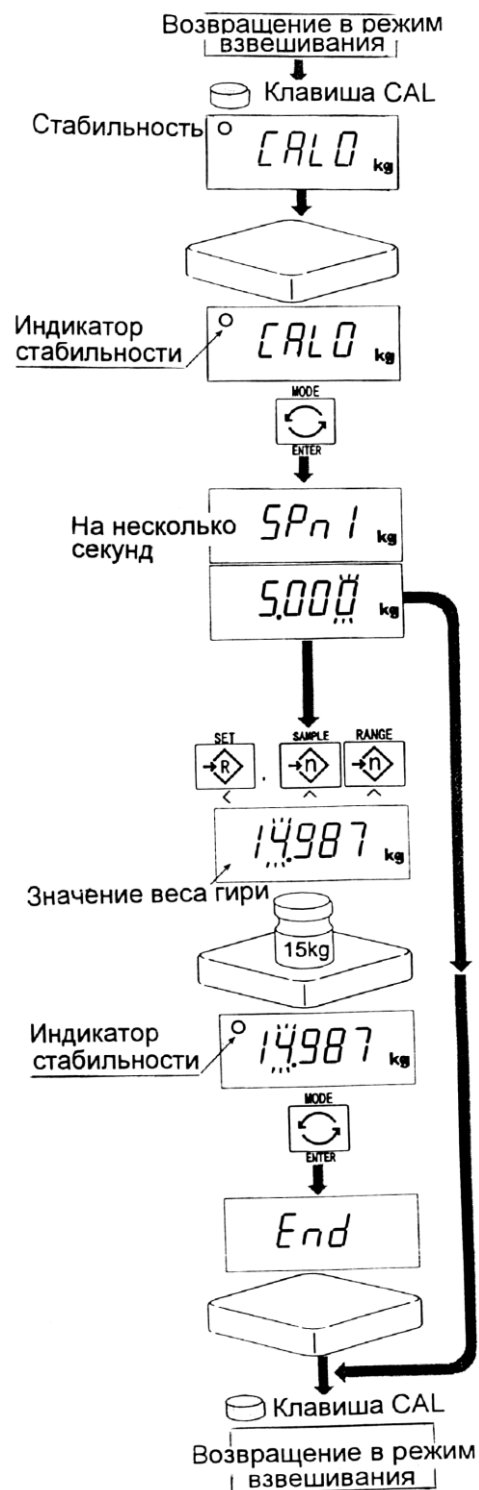 Возвращение в режим
взвешивания
Клавиша CAL
Стабильность
CAL0 kg
Индикатор
стабильности
CAL0 kg
MODE
ENTER
На несколько
секунд
SPn1 kg
5.000 kg
SET SAMPLE RANGE
→R →n →n
14.987 kg
Значение веса гири
15kg
Индикатор
стабильности
14.987 kg
MODE
ENTER
End
Клавиша CAL
Возвращение в режим
взвешивания